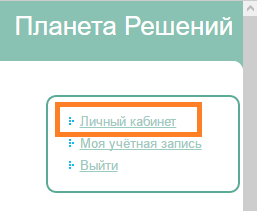 Планета Решений
Личный кабинет
Моя учётная запись
Выйти